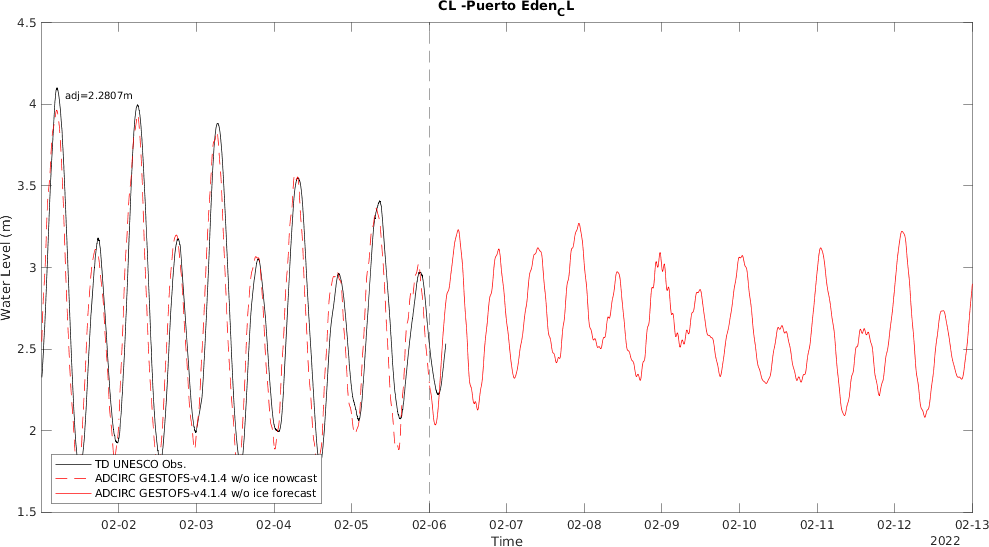 CL -Puerto Eden_CL
4.5
4
3.5
3
2.5
2
1.5
Water Level (m)
adj=2.2807m
TD UNESCO Obs.
ADCIRC GESTOFS-v4.1.4 w/o ice nowcast
ADCIRC GESTOFS-v4.1.4 w/o ice forecast
02-02 02-03 02-04 02-05 02-06 02-07 02-08 02-09 02-10 02-11 02-12 02-13
Time
2022